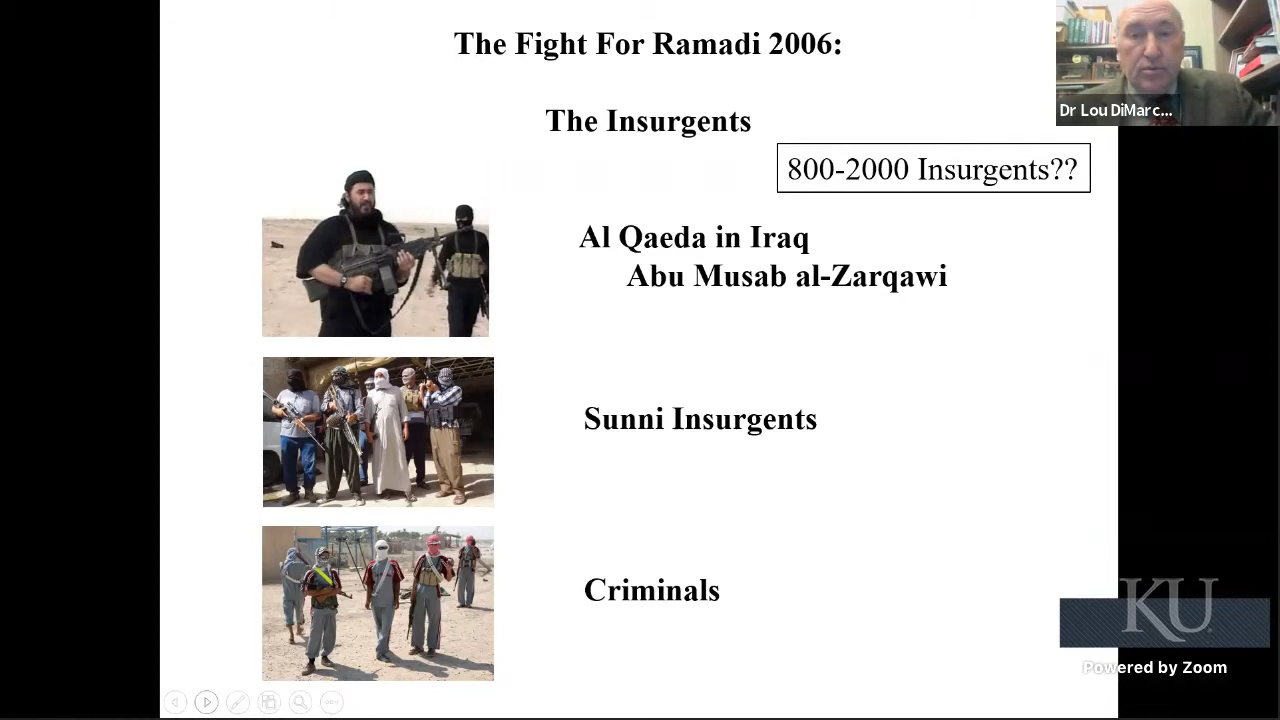 The Fight For Ramadi 2006:
Dr Lou DiMarc...
The Insurgents
800-2000 Insurgents??
Al Qaeda in Iraq
Abu Musab al-Zarqawi
Sunni Insurgents
Criminals
KU
Powered by Zoom